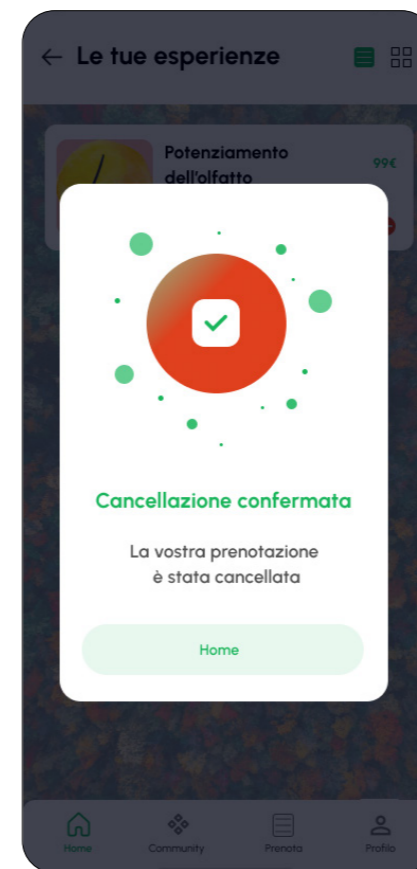 ← Le tue esperienze
Potenziamento
dell'olfatto
99€
Cancellazione confermata
La vostra prenotazione
è stata cancellata
Home
Home
Community
Prenota
Profilo